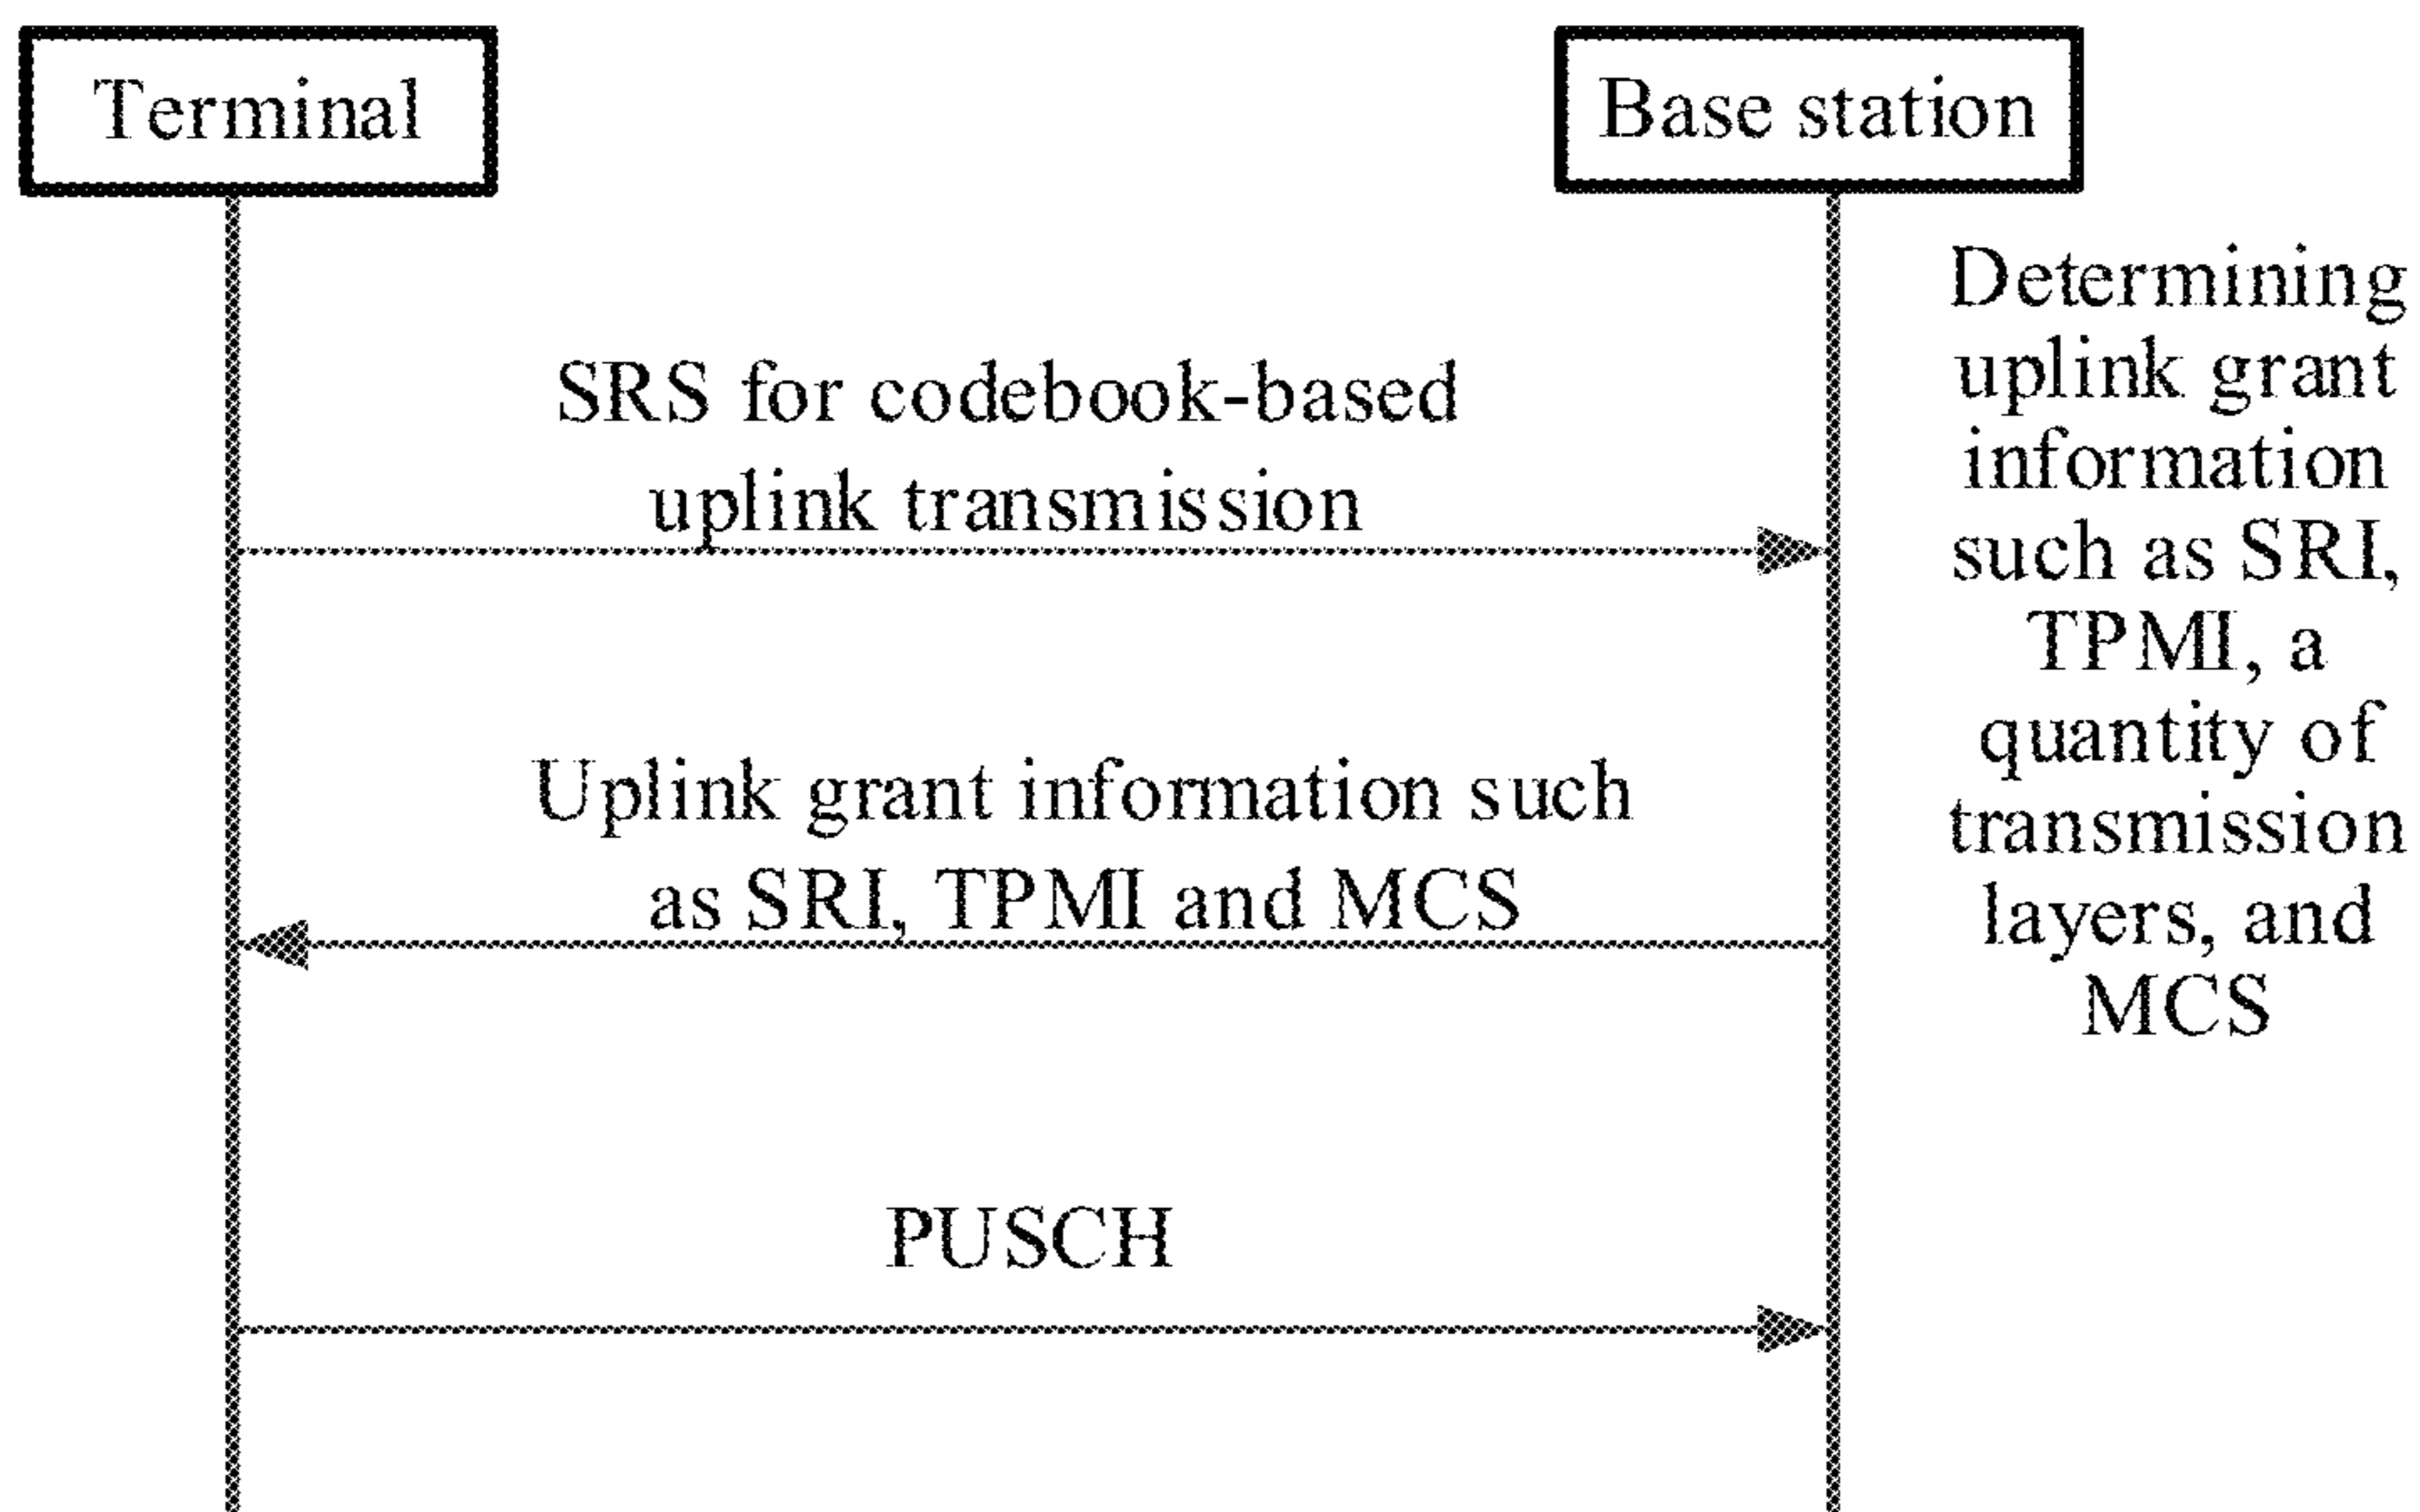 Terminal
Base station
SRS for codebook-based
uplink transmission
Uplink grant information such
as SRI, TPMI and MCS
PUSCH
Determining
uplink grant
information
such as SRI,
TPMI, a
quantity of
transmission
layers, and
MCS